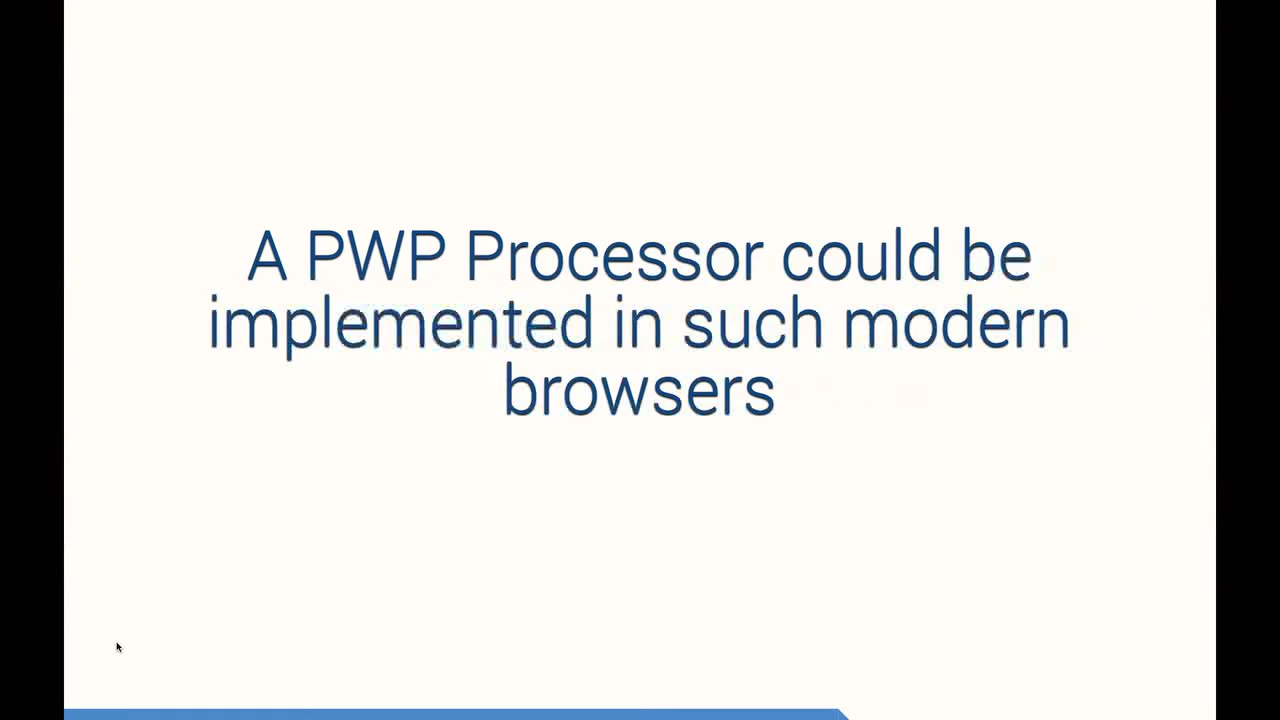 A PWP Processor could be
implemented in such modern
browsers